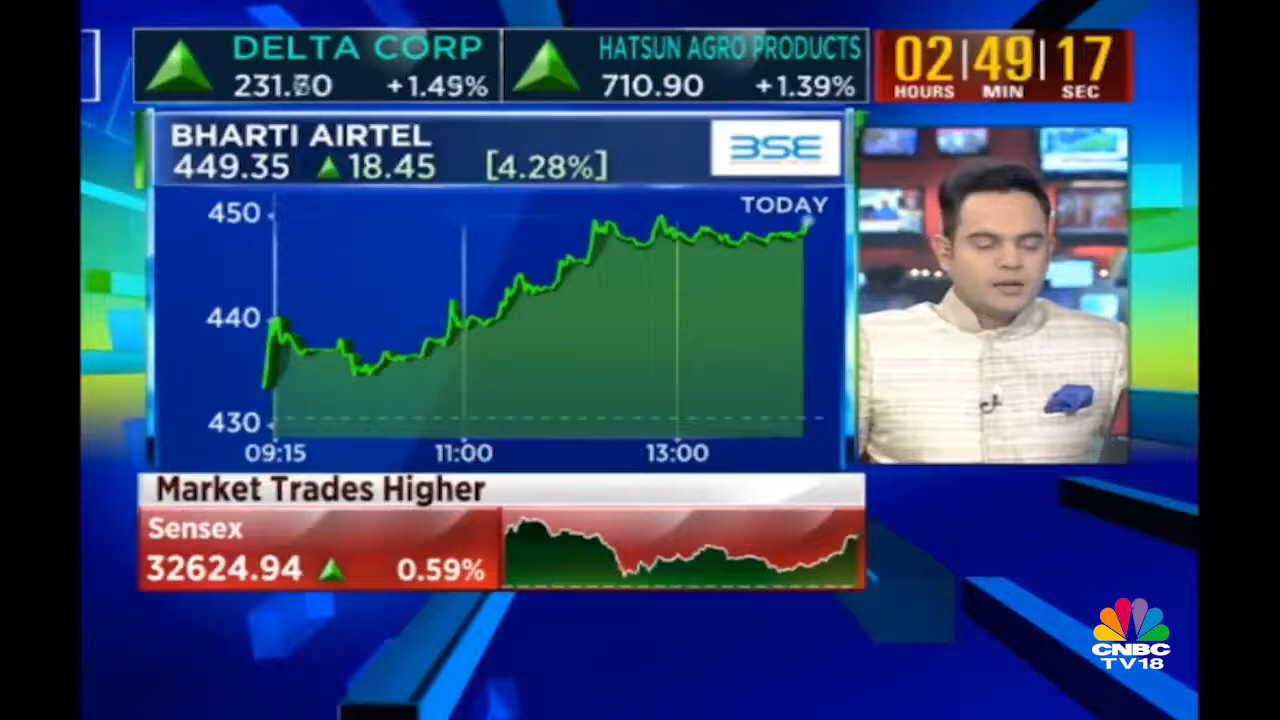 DELTA CORP
+1.49%
HATSUN AGRO PRODUCTS
710.90 +1.39%
02 49 17
HOURS MIN SEC
BHARTI AIRTEL
449.35 18.45 [4.28%]
BSE
TODAY
450
440
430
09:15 11:00 13:00
Market Trades Higher
Sensex
32624.94 0.59%
CNBC
TV18